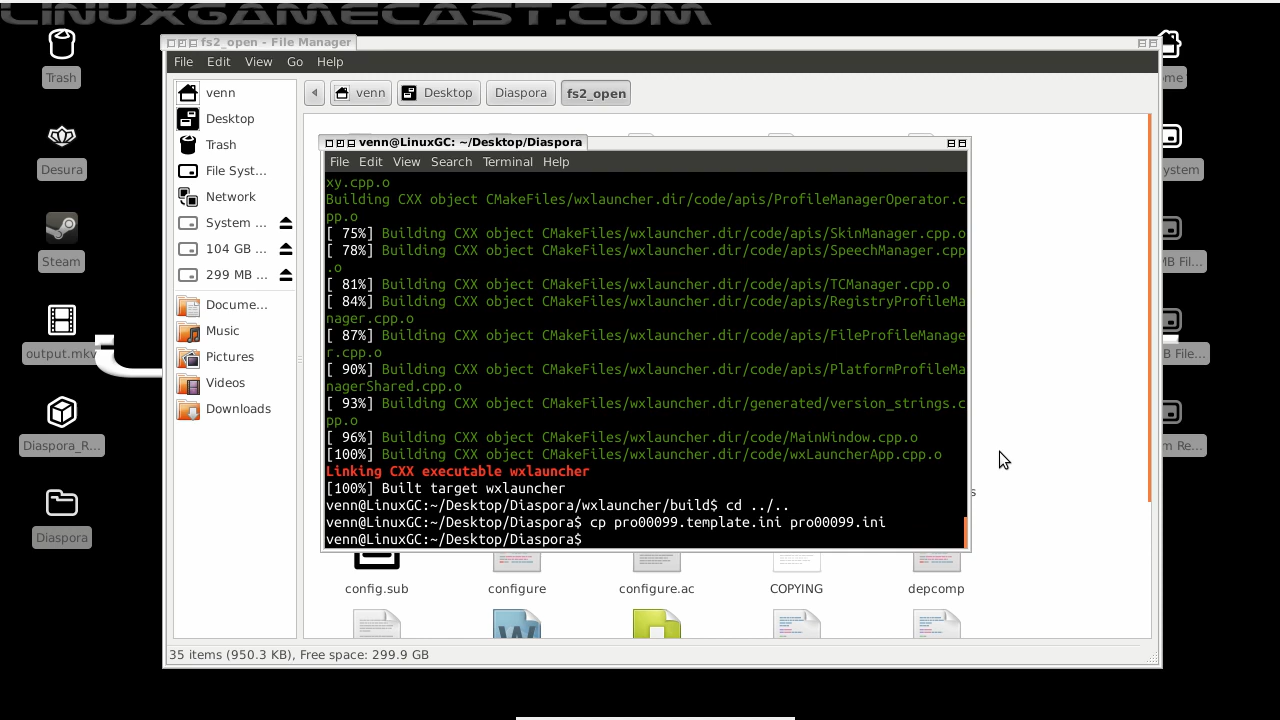 LINUXGAMECAST.COM
fs2_open - File Manager
File Edit View Go Help
venn Desktop Diaspora fs2_open
venn
Desktop
Trash
File Syst...
Network
System ...
104 GB ...
299 MB ...
Docume...
Music
Pictures
Videos
Downloads
Trash
Desura
Steam
output.mkv
Diaspora_R...
Diaspora
venn@LinuxGC: ~/Desktop/Diaspora
File Edit View Search Terminal Help
xy.cpp.o
Building CXX object CMakeFiles/wxlauncher.dir/code/apis/ProfileManagerOperator.c
pp.o
[ 75%] Building CXX object CMakeFiles/wxlauncher.dir/code/apis/SkinManager.cpp.o
[ 78%] Building CXX object CMakeFiles/wxlauncher.dir/code/apis/SpeechManager.cpp
.o
[ 81%] Building CXX object CMakeFiles/wxlauncher.dir/code/apis/TCManager.cpp.o
[ 84%] Building CXX object CMakeFiles/wxlauncher.dir/code/apis/RegistryProfileMa
nager.cpp.o
[ 87%] Building CXX object CMakeFiles/wxlauncher.dir/code/apis/FileProfileManage
r.cpp.o
[ 90%] Building CXX object CMakeFiles/wxlauncher.dir/code/apis/PlatformProfileMa
nagerShared.cpp.o
[ 93%] Building CXX object CMakeFiles/wxlauncher.dir/generated/version_strings.c
pp.o
[ 96%] Building CXX object CMakeFiles/wxlauncher.dir/code/MainWindow.cpp.o
[100%] Building CXX object CMakeFiles/wxlauncher.dir/code/wxLauncherApp.cpp.o
Linking CXX executable wxlauncher
[100%] Built target wxlauncher
venn@LinuxGC:~/Desktop/Diaspora/wxlauncher/build$ cd ../..
venn@LinuxGC:~/Desktop/Diaspora$ cp pro00099.template.ini pro00099.ini
venn@LinuxGC:~/Desktop/Diaspora$
s
config.sub configure configure.ac COPYING depcomp
W
35 items (950.3 KB), Free space: 299.9 GB
ome
ystem
MB Fil...
B File...
m Re...